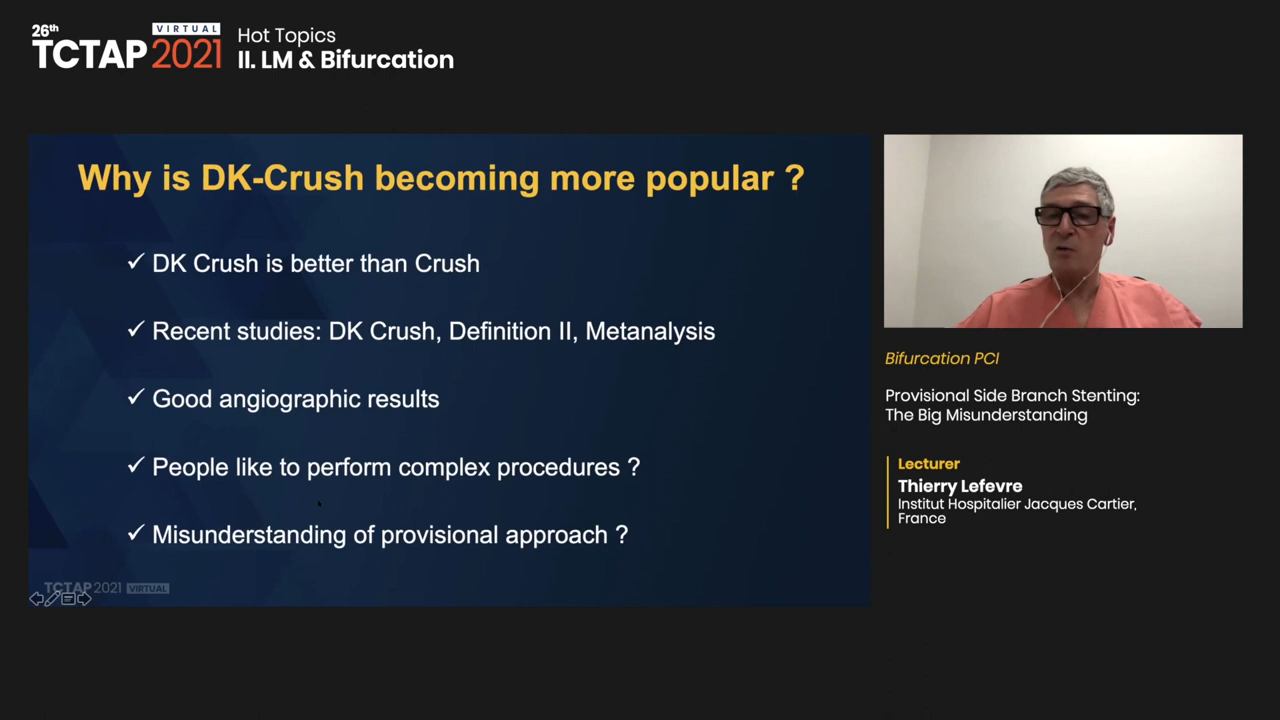 26th
VIRTUAL
TCTAP 2021
Hot Topics
II. LM & Bifurcation
Why is DK-Crush becoming more popular ?
✓ DK Crush is better than Crush
✓ Recent studies: DK Crush, Definition II, Metanalysis
✓ Good angiographic results
✓ People like to perform complex procedures ?
✓ Misunderstanding of provisional approach ?
TCTAP 2021 VIRTUAL
Bifurcation PCI
Provisional Side Branch Stenting:
The Big Misunderstanding
Lecturer
Thierry Lefevre
Institut Hospitalier Jacques Cartier,
France